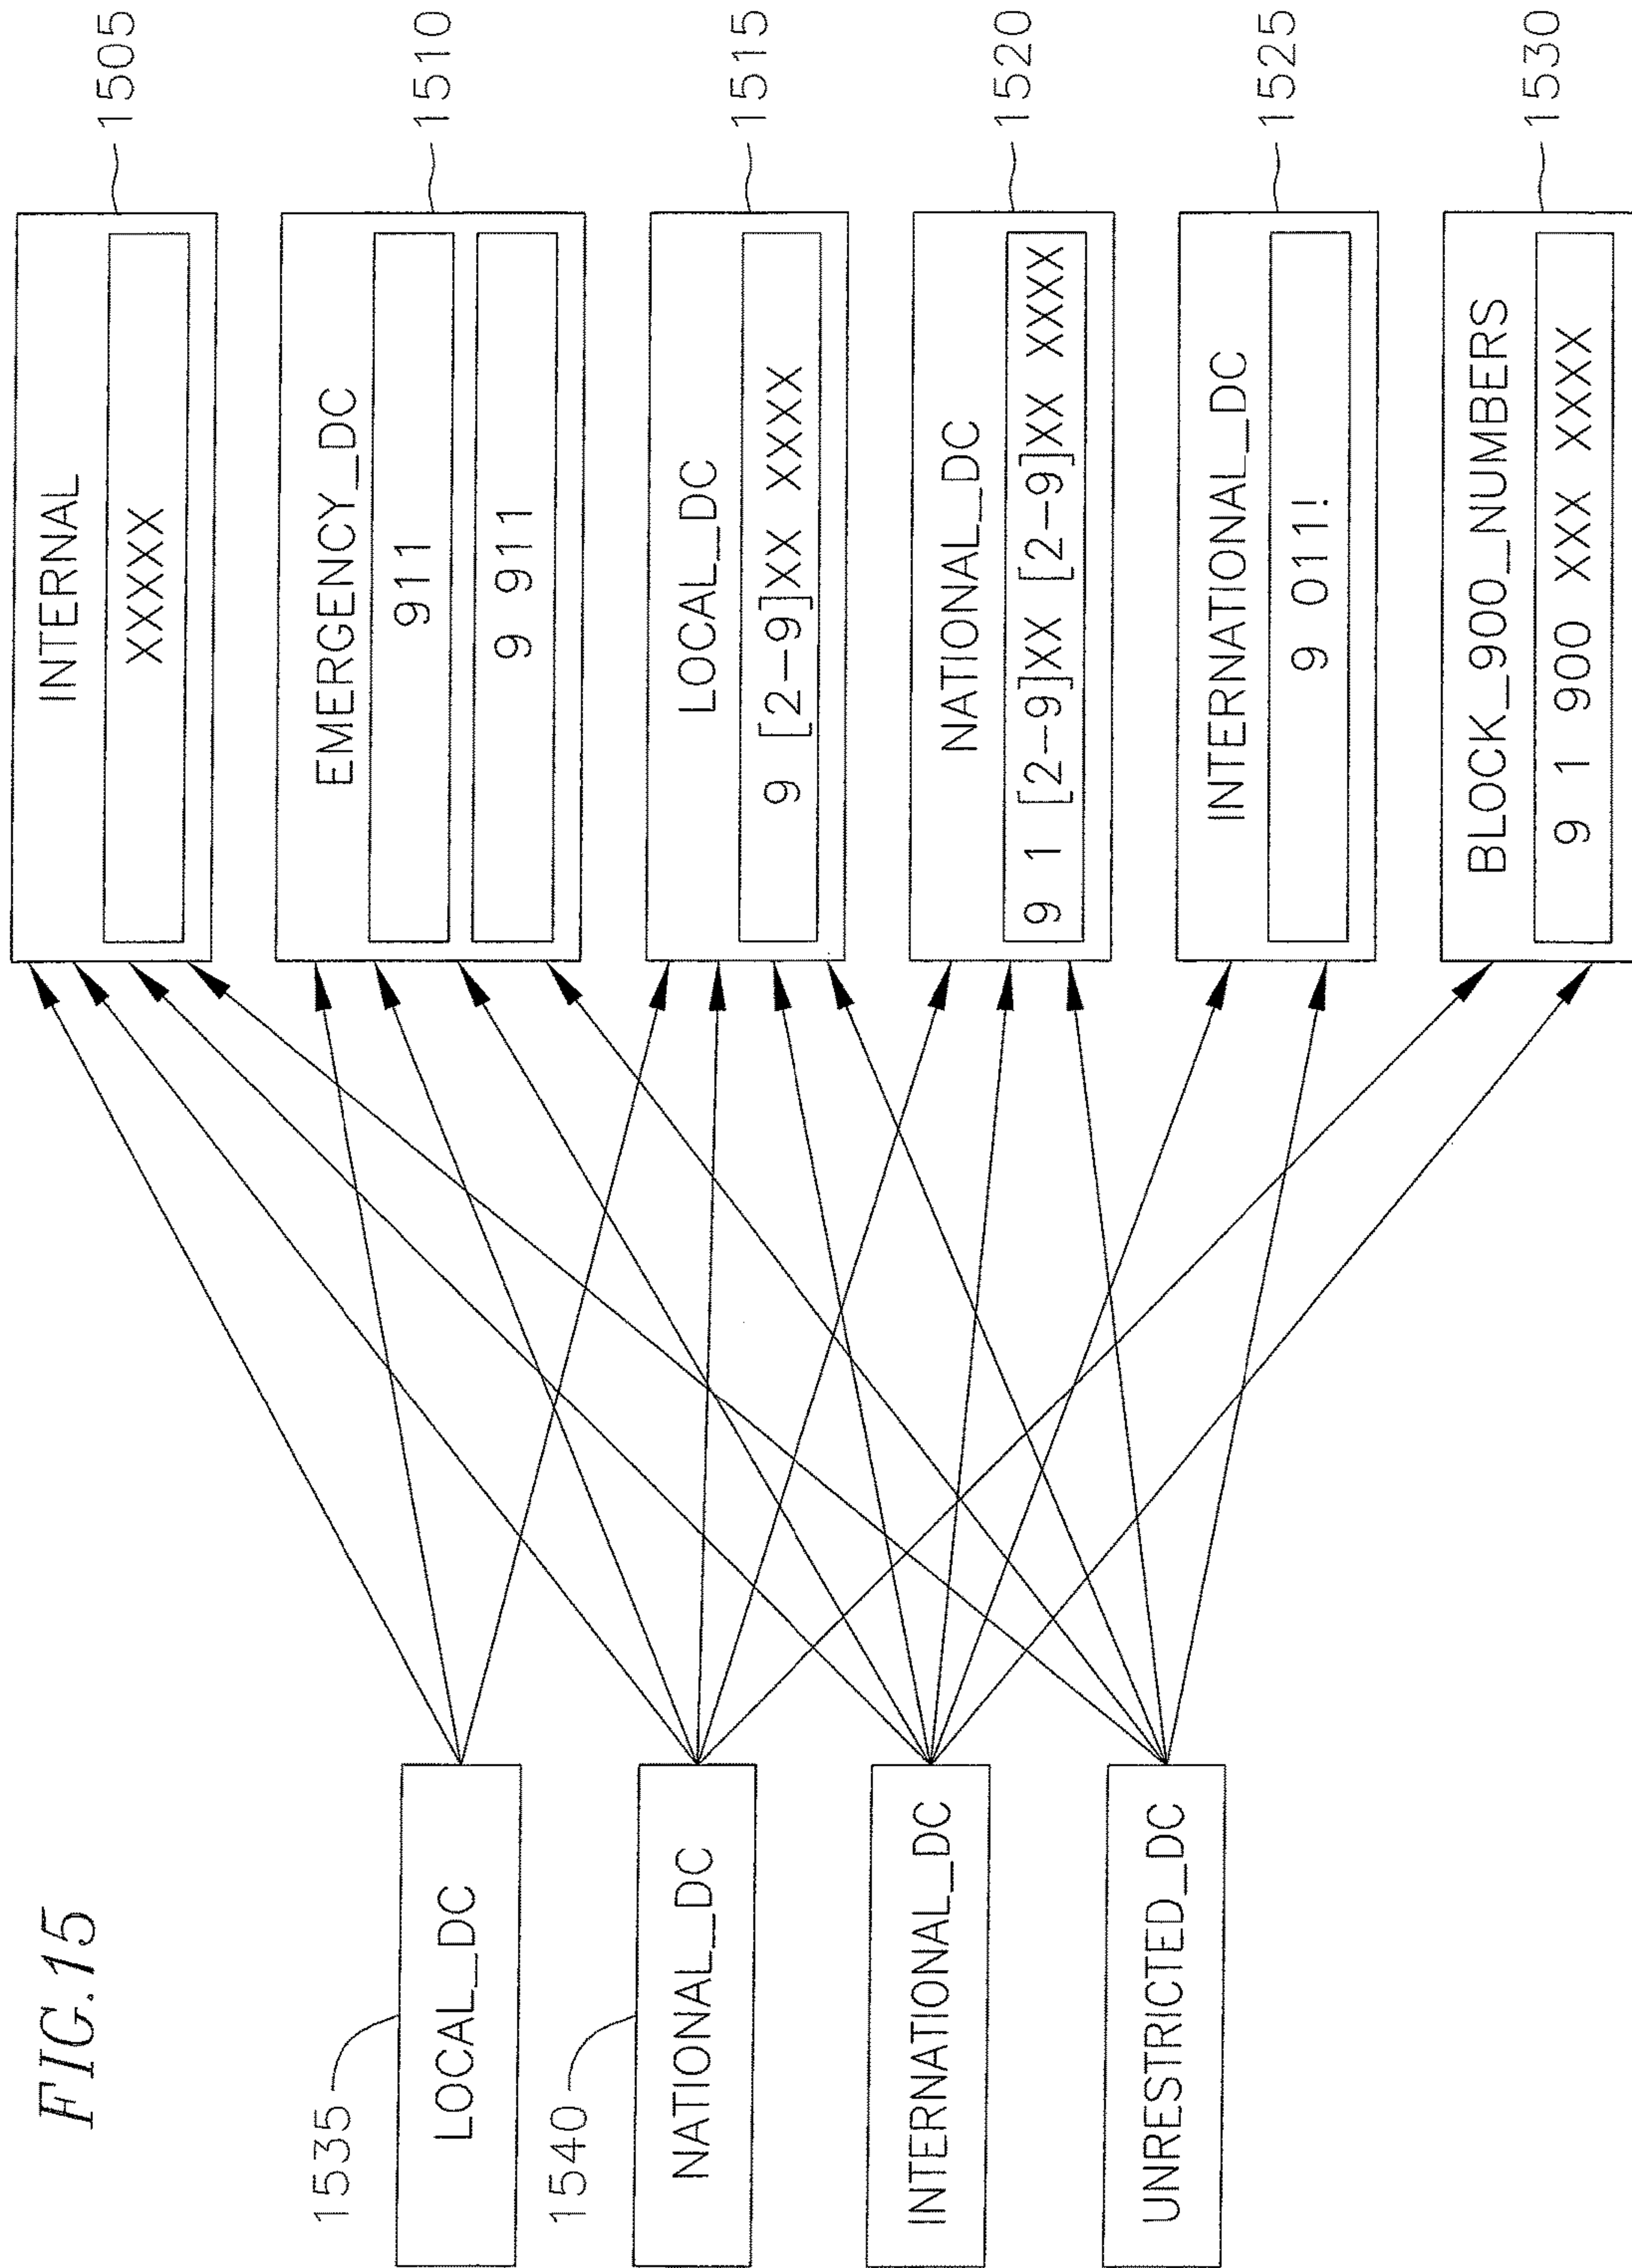 FIG.15
1535
LOCAL_DC
1540
NATIONAL_DC
INTERNATIONAL_DC
UNRESTRICTED_DC
INTERNAL
XXXXX
1505
EMERGENCY_DC
911
9 911
1510
LOCAL_DC
9 [2-9]XX XXXX
1515
NATIONAL_DC
9 1 [2-9]XX [2-9]XX XXXX
1520
INTERNATIONAL_DC
9 011!
1525
BLOCK_900_NUMBERS
9 1 900 XXX XXXX
1530